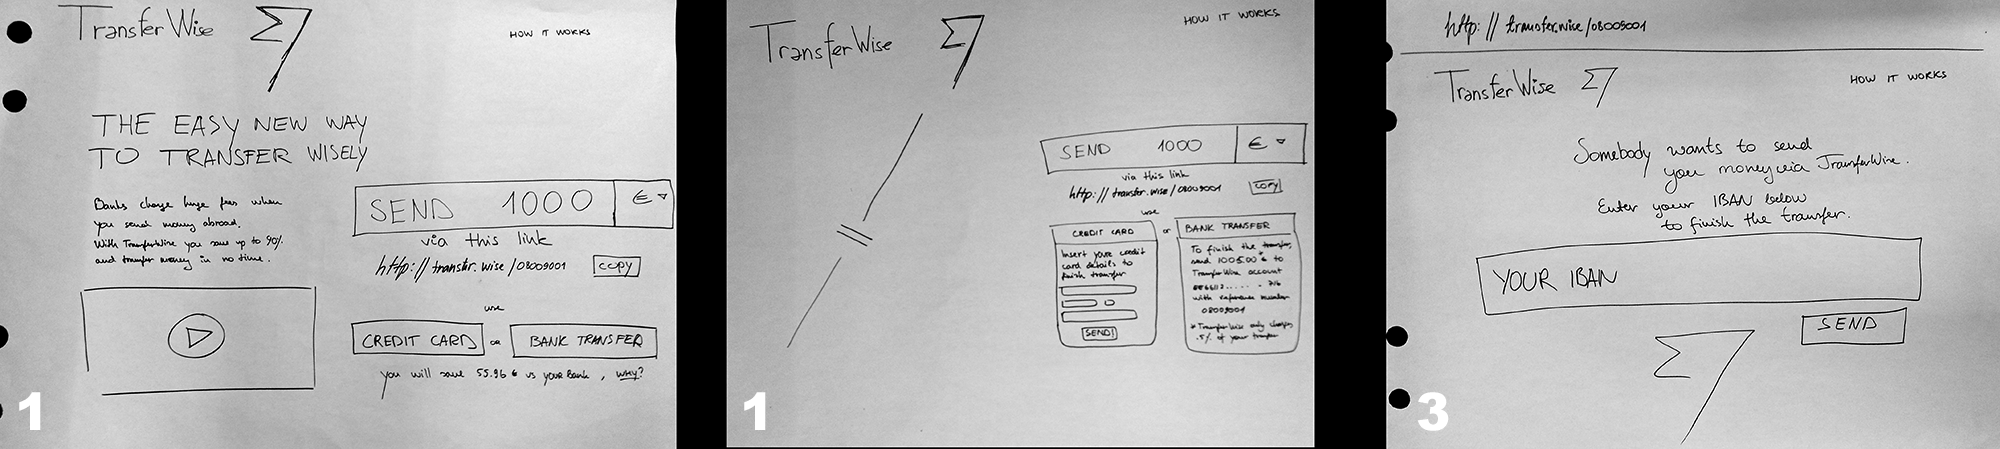 TransferWise
HOW IT WORKS
THE EASY NEW WAY
TO TRANSFER WISELY
Banks charge huge fees when
you send money abroad.
With TransferWise you save up to 90%
and transfer money in no time.
SEND 1000 €
via this link
http://transfer.wise/08009001 COPY
use
CREDIT CARD or BANK TRANSFER
you will save 55.96 € vs your bank, why?
1
TransferWise
HOW IT WORKS
SEND 1000 €
via this link
http://transfer.wise/08009001 COPY
use
CREDIT CARD
Insert your credit
card details to
finish transfer
SEND!
or
BANK TRANSFER
To finish the transfer,
send 1005.00 € to
TransferWise account
with reference number
08009001
* TransferWise only charges
.5% of your transfer
1
http://transfer.wise/08009001
TransferWise
HOW IT WORKS
Somebody wants to send
you money via TransferWise.
Enter your IBAN below
to finish the transfer.
YOUR IBAN
SEND
3